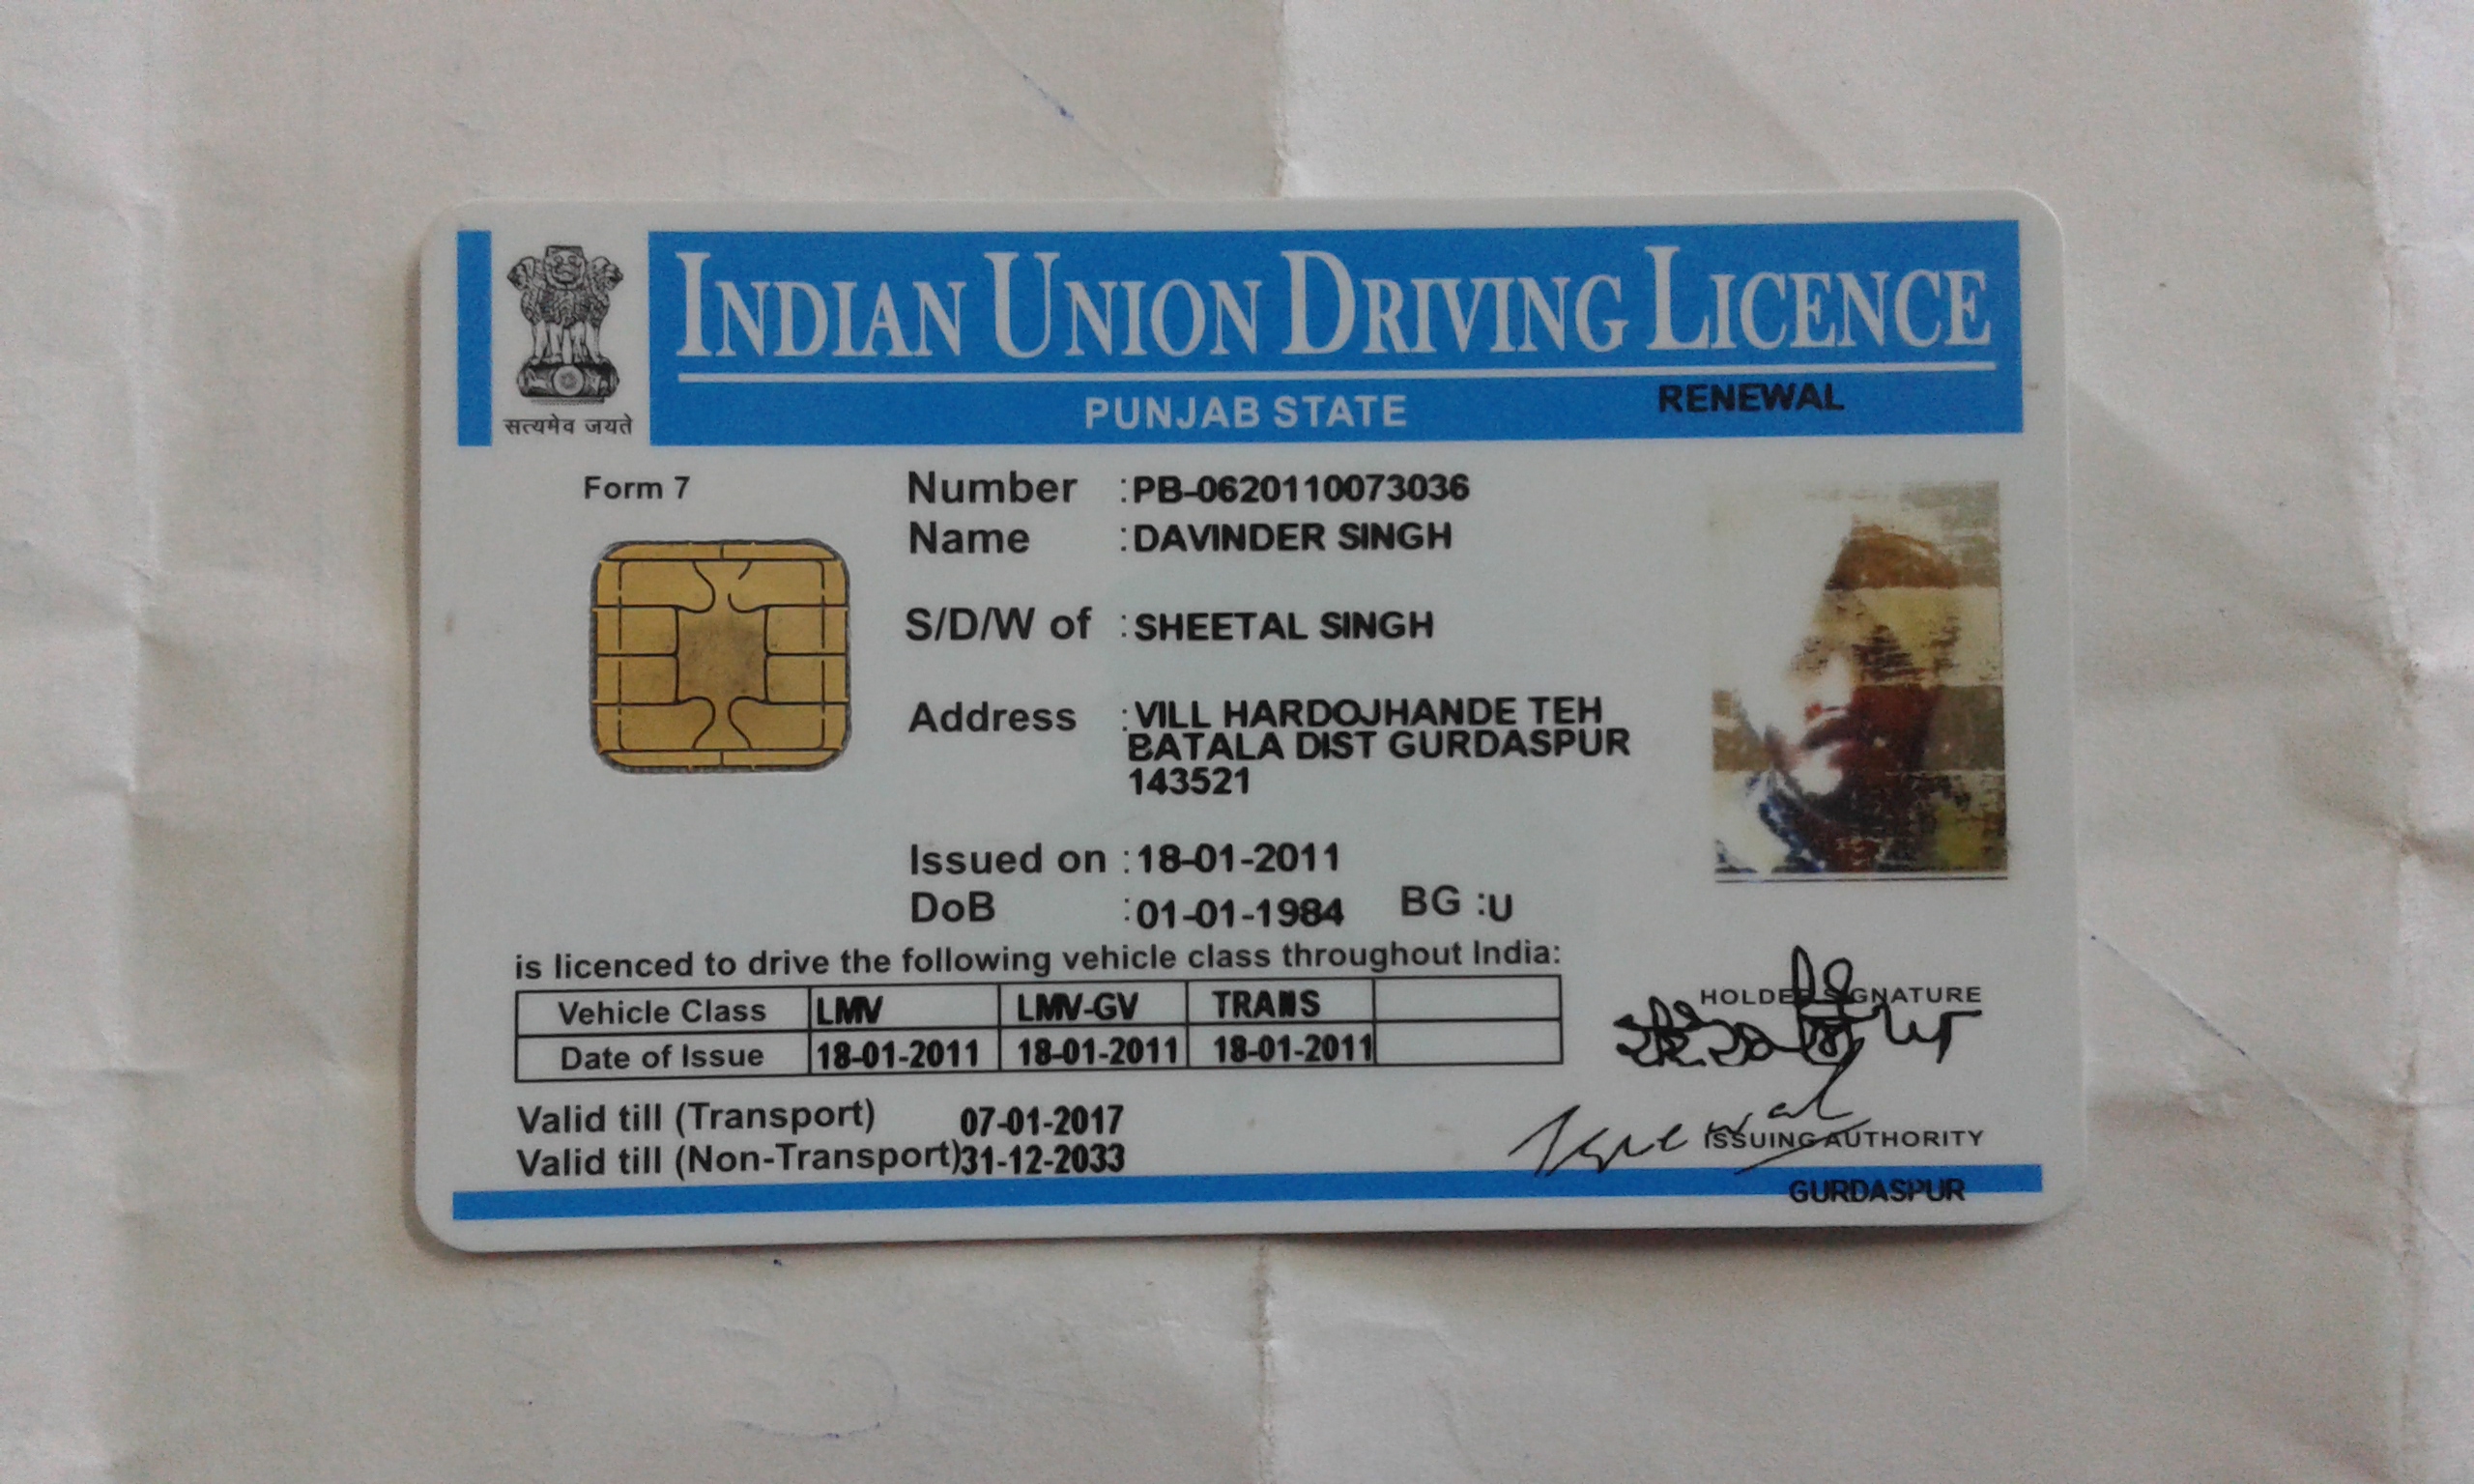 INDIAN UNION DRIVING LICENCE
PUNJAB STATE RENEWAL
सत्यमेव जयते
Form 7
Number :PB-0620110073036
Name :DAVINDER SINGH
S/D/W of :SHEETAL SINGH
Address :VILL HARDOJHANDE TEH
BATALA DIST GURDASPUR
143521
Issued on :18-01-2011
DoB :01-01-1984 BG :U
is licenced to drive the following vehicle class throughout India:
Vehicle Class LMV LMV-GV TRANS
Date of Issue 18-01-2011 18-01-2011 18-01-2011
HOLDER SIGNATURE
Valid till (Transport) 07-01-2017
Valid till (Non-Transport)31-12-2033
ISSUING AUTHORITY
GURDASPUR